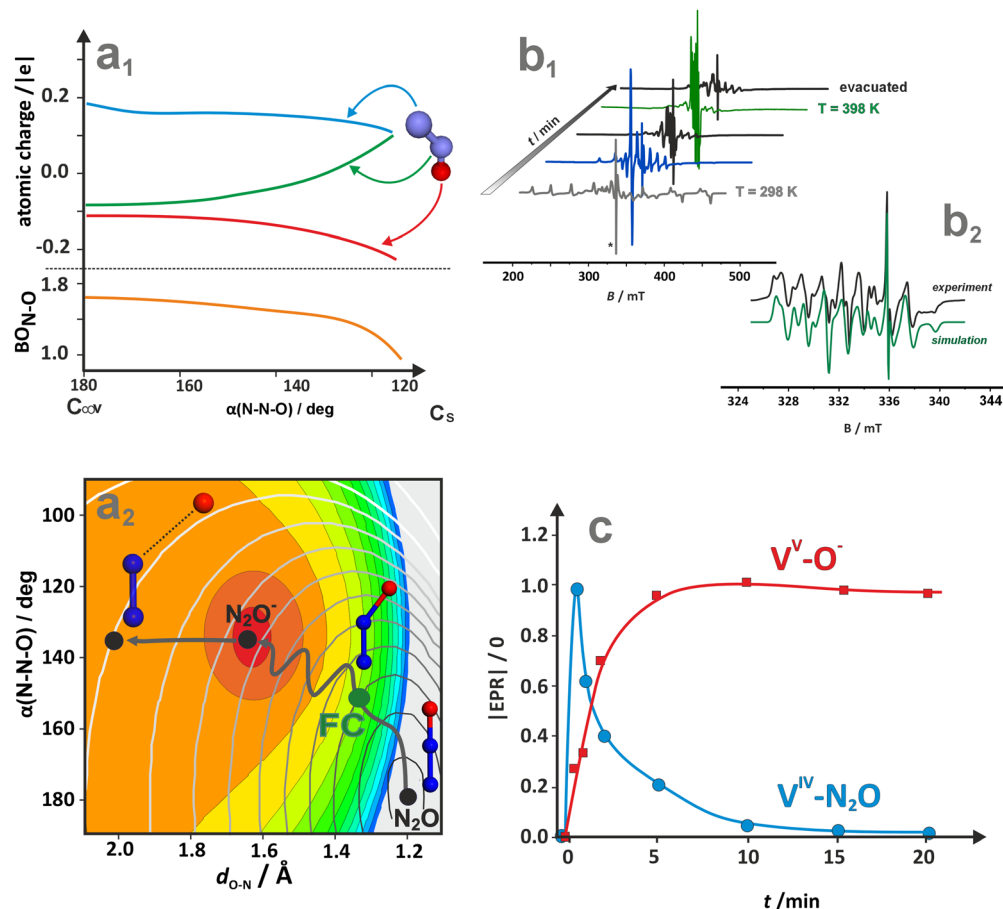 a1
atomic charge / |e|
0.2
0.0
-0.2
BO N-O
1.8
1.0
180
160
140
120
C∞v
α(N-N-O) / deg
Cs
b1
t / min
evacuated
T = 398 K
T = 298 K
*
200
300
400
500
B / mT
b2
experiment
simulation
324
328
332
336
340
344
B / mT
a2
α(N-N-O) / deg
100
120
140
160
180
N2O-
FC
N2O
2.0
1.8
1.6
1.4
1.2
dO-N / Å
c
|EPR| / 0
1.2
1.0
0.8
0.6
0.4
0.2
0.0
VV-O-
VIV-N2O
0
5
10
15
20
t /min